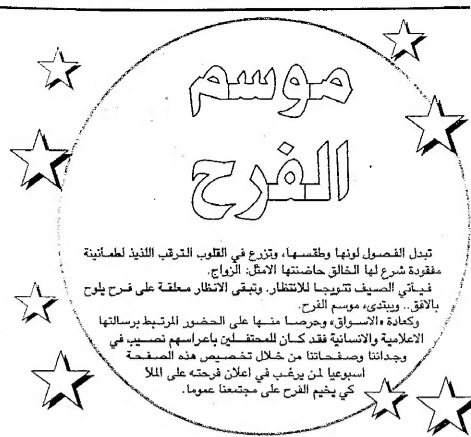 موسم
الفرح
تبدل الفصول لونها وطقسها، وتزرع في القلوب الترقب اللذيذ لطمأنينة
مفقودة شرع لها الخالق حاضنتها الامثل: الزواج.
فيأتي الصيف تتويجا للانتظار. وتبقى الانظار معلقة على فرح يلوح
بالافق.. ويبتدىء موسم الفرح.
وكعادة «الاسواق» وحرصا منها على الحضور المرتبط برسالتها
الاعلامية والانسانية فقد كان للمحتفلين باعراسهم نصيب في
وجداننا وصفحاتنا من خلال تخصيص هذه الصفحة
اسبوعيا لمن يرغب في اعلان فرحته على الملأ
كي يخيم الفرح على مجتمعنا عموما.